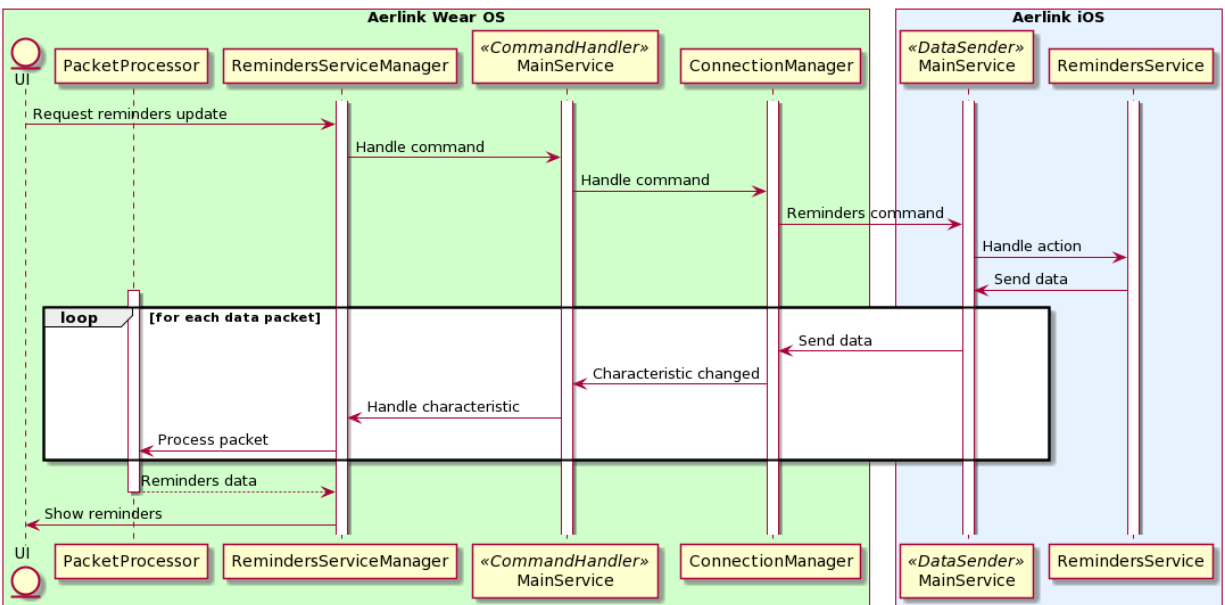 Aerlink Wear OS
Aerlink iOS
UI
PacketProcessor
RemindersServiceManager
«CommandHandler»
MainService
ConnectionManager
«DataSender»
MainService
RemindersService
Request reminders update
Handle command
Handle command
Reminders command
Handle action
Send data
loop
[for each data packet]
Send data
Characteristic changed
Handle characteristic
Process packet
Reminders data
Show reminders
UI
PacketProcessor
RemindersServiceManager
«CommandHandler»
MainService
ConnectionManager
«DataSender»
MainService
RemindersService